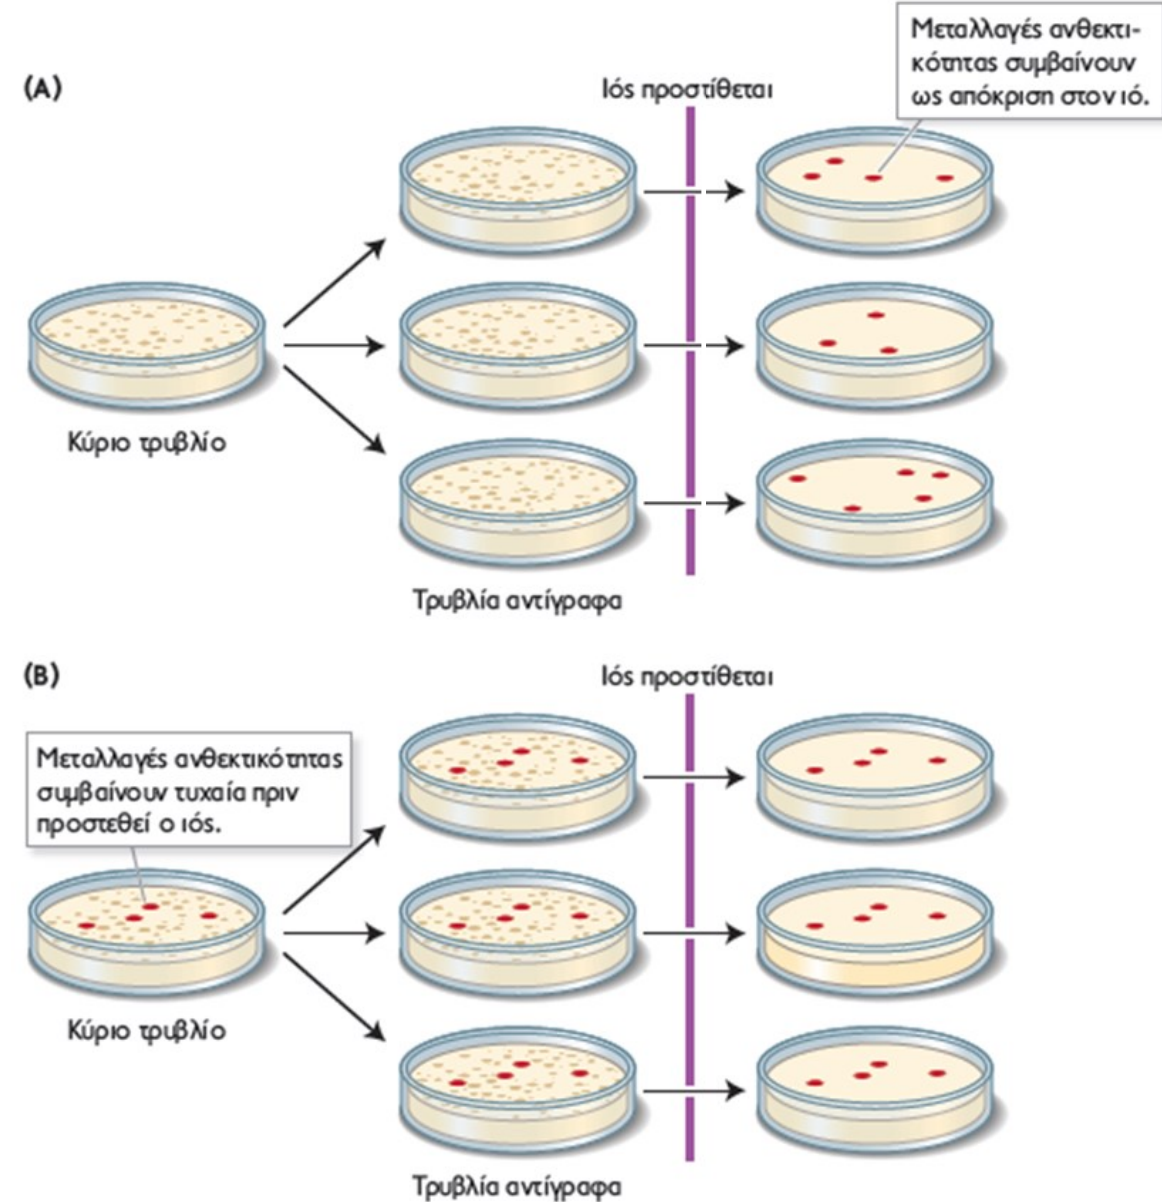 Μεταλλαγές ανθεκτι-
κότητας συμβαίνουν
ως απόκριση στον ιό.
(A)
Ιός προστίθεται
Κύριο τρυβλίο
Τρυβλία αντίγραφα
(B)
Ιός προστίθεται
Μεταλλαγές ανθεκτικότητας
συμβαίνουν τυχαία πριν
προστεθεί ο ιός.
Κύριο τρυβλίο
Τρυβλία αντίγραφα